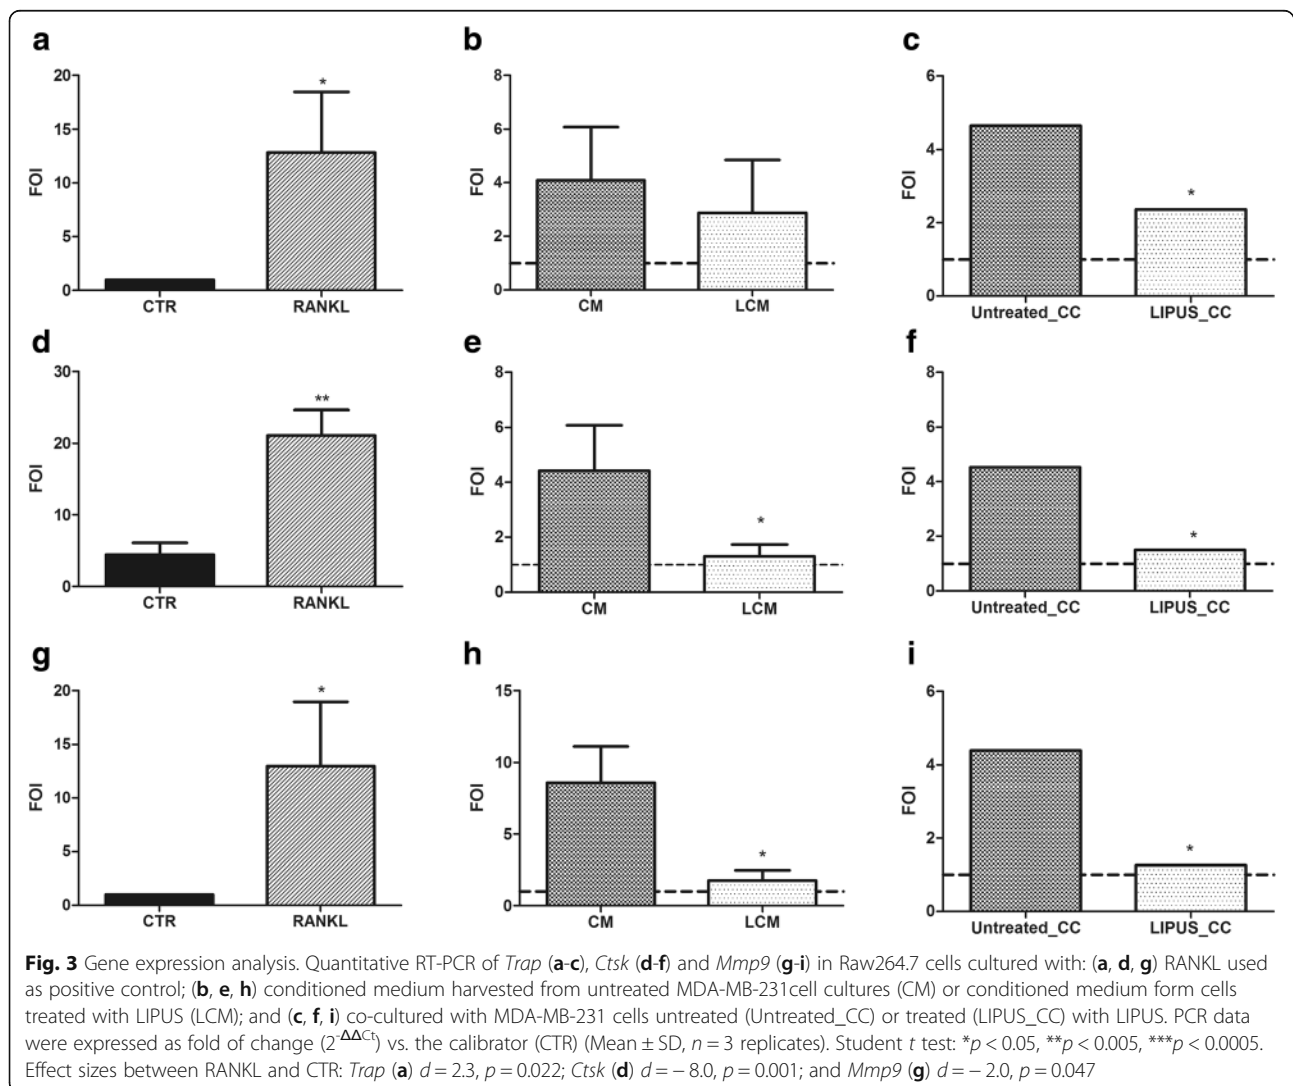 a
b
c
20
15
10
5
0
FOI
*
CTR
RANKL
8
6
4
2
0
FOI
CM
LCM
6
4
2
0
FOI
*
Untreated_CC
LIPUS_CC
d
e
f
30
20
10
0
FOI
**
CTR
RANKL
8
6
4
2
0
FOI
*
CM
LCM
8
6
4
2
0
FOI
*
Untreated_CC
LIPUS_CC
g
h
i
20
15
10
5
0
FOI
*
CTR
RANKL
15
10
5
0
FOI
*
CM
LCM
6
4
2
0
FOI
*
Untreated_CC
LIPUS_CC
Fig. 3 Gene expression analysis. Quantitative RT-PCR of Trap (a-c), Ctsk (d-f) and Mmp9 (g-i) in Raw264.7 cells cultured with: (a, d, g) RANKL used
as positive control; (b, e, h) conditioned medium harvested from untreated MDA-MB-231cell cultures (CM) or conditioned medium form cells
treated with LIPUS (LCM); and (c, f, i) co-cultured with MDA-MB-231 cells untreated (Untreated_CC) or treated (LIPUS_CC) with LIPUS. PCR data
were expressed as fold of change (2^-ΔΔCt) vs. the calibrator (CTR) (Mean ± SD, n = 3 replicates). Student t test: *p < 0.05, **p < 0.005, ***p < 0.0005.
Effect sizes between RANKL and CTR: Trap (a) d = 2.3, p = 0.022; Ctsk (d) d = − 8.0, p = 0.001; and Mmp9 (g) d = − 2.0, p = 0.047